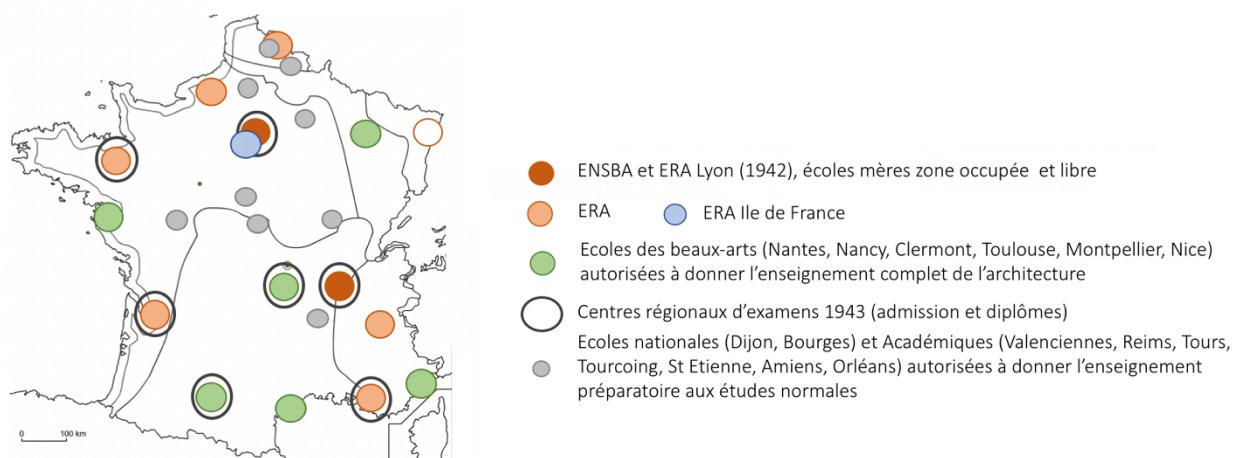 ENSBA et ERA Lyon (1942), écoles mères zone occupée et libre
ERA
ERA Ile de France
Ecoles des beaux-arts (Nantes, Nancy, Clermont, Toulouse, Montpellier, Nice)
autorisées à donner l'enseignement complet de l'architecture
Centres régionaux d'examens 1943 (admission et diplômes)
Ecoles nationales (Dijon, Bourges) et Académiques (Valenciennes, Reims, Tours,
Tourcoing, St Etienne, Amiens, Orléans) autorisées à donner l'enseignement
préparatoire aux études normales
0 100 km